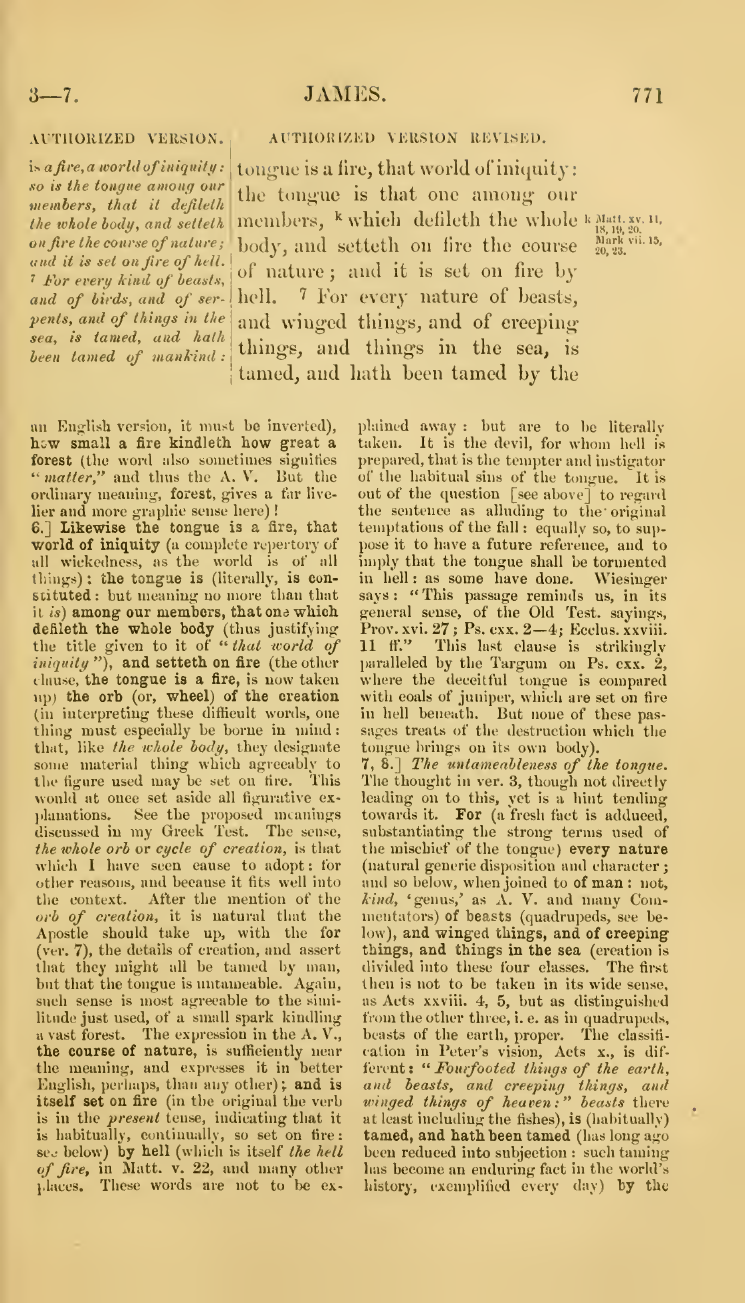 3—7.
JAMES.
771
AUTHORIZED VERSION.
is a fire, a world of iniquity:
so is the tongue among our
members, that it defileth
the whole body, and setteth
on fire the course of nature;
and it is set on fire of hell.
7 For every kind of beasts,
and of birds, and of ser-
pents, and of things in the
sea, is tamed, and hath
been tamed of mankind:
AUTHORIZED VERSION REVISED.
tongue is a fire, that world of iniquity:
the tongue is that one among our
members, k which defileth the whole
body, and setteth on fire the course
of nature; and it is set on fire by
hell. 7 For every nature of beasts,
and winged things, and of creeping
things, and things in the sea, is
tamed, and hath been tamed by the
k Matt. xv. 11,
18, 19, 20.
Mark vii. 15,
20, 23.
an English version, it must be inverted),
how small a fire kindleth how great a
forest (the word also sometimes signifies
"matter," and thus the A. V. But the
ordinary meaning, forest, gives a far live-
lier and more graphic sense here)!
6.] Likewise the tongue is a fire, that
world of iniquity (a complete repertory of
all wickedness, as the world is of all
things): the tongue is (literally, is con-
stituted: but meaning no more than that
it is) among our members, that one which
defileth the whole body (thus justifying
the title given to it of "that world of
iniquity"), and setteth on fire (the other
clause, the tongue is a fire, is now taken
up) the orb (or, wheel) of the creation
(in interpreting these difficult words, one
thing must especially be borne in mind:
that, like the whole body, they designate
some material thing which agreeably to
the figure used may be set on fire. This
would at once set aside all figurative ex-
planations. See the proposed meanings
discussed in my Greek Test. The sense,
the whole orb or cycle of creation, is that
which I have seen cause to adopt: for
other reasons, and because it fits well into
the context. After the mention of the
orb of creation, it is natural that the
Apostle should take up, with the for
(ver. 7), the details of creation, and assert
that they might all be tamed by man,
but that the tongue is untameable. Again,
such sense is most agreeable to the simi-
litude just used, of a small spark kindling
a vast forest. The expression in the A. V.,
the course of nature, is sufficiently near
the meaning, and expresses it in better
English, perhaps, than any other); and is
itself set on fire (in the original the verb
is in the present tense, indicating that it
is habitually, continually, so set on fire:
see below) by hell (which is itself the hell
of fire, in Matt. v. 22, and many other
places. These words are not to be ex-
plained away: but are to be literally
taken. It is the devil, for whom hell is
prepared, that is the tempter and instigator
of the habitual sins of the tongue. It is
out of the question [see above] to regard
the sentence as alluding to the original
temptations of the fall: equally so, to sup-
pose it to have a future reference, and to
imply that the tongue shall be tormented
in hell: as some have done. Wiesinger
says: "This passage reminds us, in its
general sense, of the Old Test. sayings,
Prov. xvi. 27; Ps. cxx. 2—4; Ecclus. xxviii.
11 ff." This last clause is strikingly
paralleled by the Targum on Ps. cxx. 2,
where the deceitful tongue is compared
with coals of juniper, which are set on fire
in hell beneath. But none of these pas-
sages treats of the destruction which the
tongue brings on its own body).
7, 8.] The untameableness of the tongue.
The thought in ver. 3, though not directly
leading on to this, yet is a hint tending
towards it. For (a fresh fact is adduced,
substantiating the strong terms used of
the mischief of the tongue) every nature
(natural generic disposition and character;
and so below, when joined to of man: not,
kind, 'genus,' as A. V. and many Com-
mentators) of beasts (quadrupeds, see be-
low), and winged things, and of creeping
things, and things in the sea (creation is
divided into these four classes. The first
then is not to be taken in its wide sense,
as Acts xxviii. 4, 5, but as distinguished
from the other three, i. e. as in quadrupeds,
beasts of the earth, proper. The classifi-
cation in Peter's vision, Acts x., is dif-
ferent: "Fourfooted things of the earth,
and beasts, and creeping things, and
winged things of heaven:" beasts there
at least including the fishes), is (habitually)
tamed, and hath been tamed (has long ago
been reduced into subjection: such taming
has become an enduring fact in the world's
history, exemplified every day) by the